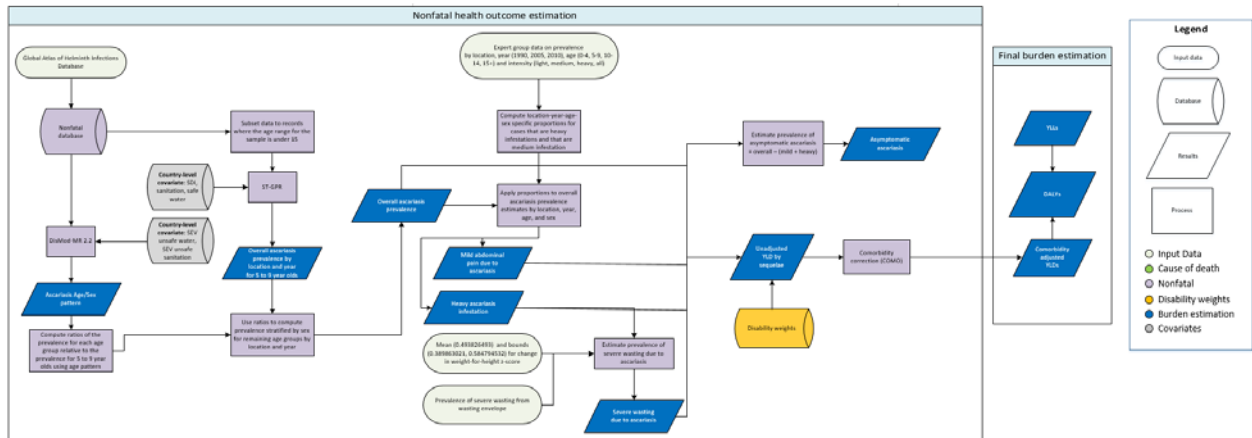 Nonfatal health outcome estimation
Global Atlas of Helminth Infections
Database
Nonfatal
database
Subset data to records
where the age range for the
sample is under 15
Country-level
covariate: SDI,
sanitation, safe
water
ST-GPR
DisMod-MR 2.2
Country-level
covariate: SEV
unsafe water,
SEV unsafe
sanitation
Overall ascariasis
prevalence by
location and year
for 5 to 9 year olds
Ascariasis Age/Sex
pattern
Compute ratios of the
prevalence for each age
group relative to the
prevalence for 5 to 9 year
olds using age pattern
Use ratios to compute
prevalence stratified by sex
for remaining age groups by
location and year
Expert group data on prevalence
by location, year (1990, 2005, 2010), age (0-4, 5-9, 10-
14, 15+) and intensity (light, medium, heavy, all)
Compute location-year-age-
sex specific proportions for
cases that are heavy
infestations and that are
medium infestation
Overall ascariasis
prevalence
Apply proportions to overall
ascariasis prevalence
estimates by location, year,
age, and sex
Mild abdominal
pain due to
ascariasis
Heavy ascariasis
infestation
Mean (0.493826493) and bounds
(0.389863023, 0.584794532) for change
in weight-for-height z-score
Estimate prevalence of
severe wasting due to
ascariasis
Prevalence of severe wasting from
wasting envelope
Severe wasting
due to ascariasis
Estimate prevalence of
asymptomatic ascariasis
= overall – (mild + heavy)
Asymptomatic
ascariasis
Unadjusted
YLD by
sequelae
Comorbidity
correction (COMO)
Disability weights
Final burden estimation
YLLs
DALYs
Comorbidity
adjusted YLDs
Legend
Input data
Database
Results
Process
Input Data
Cause of death
Nonfatal
Disability weights
Burden estimation
Covariates